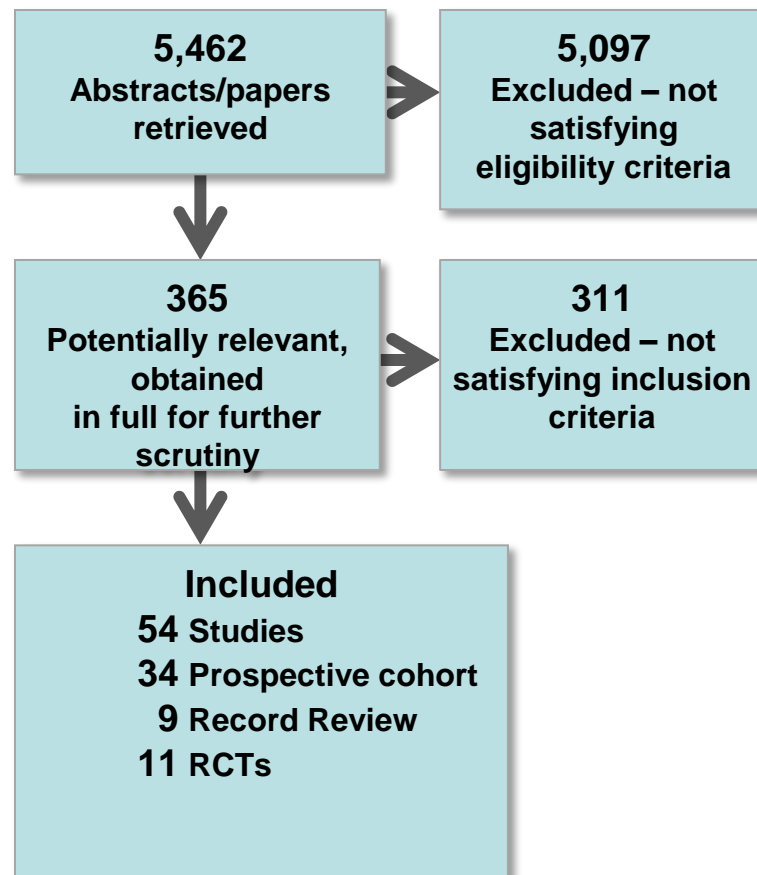 5,462
Abstracts/papers
retrieved
5,097
Excluded – not
satisfying
eligibility criteria
365
Potentially relevant,
obtained
in full for further
scrutiny
311
Excluded – not
satisfying inclusion
criteria
Included
54 Studies
34 Prospective cohort
9 Record Review
11 RCTs